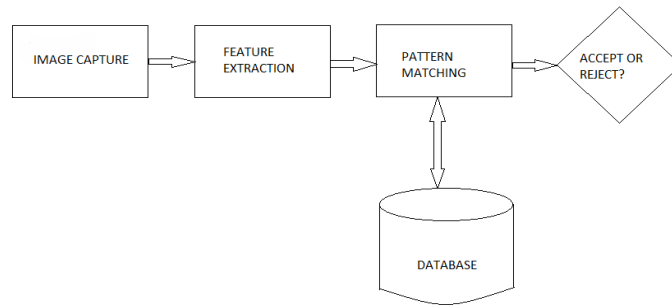 IMAGE CAPTURE
FEATURE
EXTRACTION
PATTERN
MATCHING
ACCEPT OR
REJECT?
DATABASE